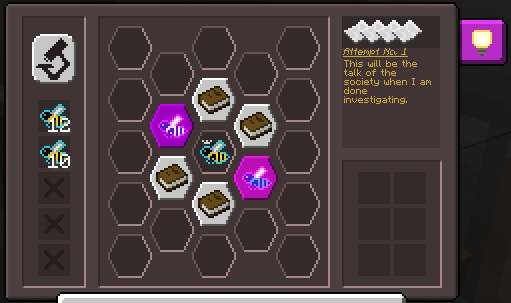 12
10
Attempt No. 1
This will be the
talk of the
society when I am
done
investigating.